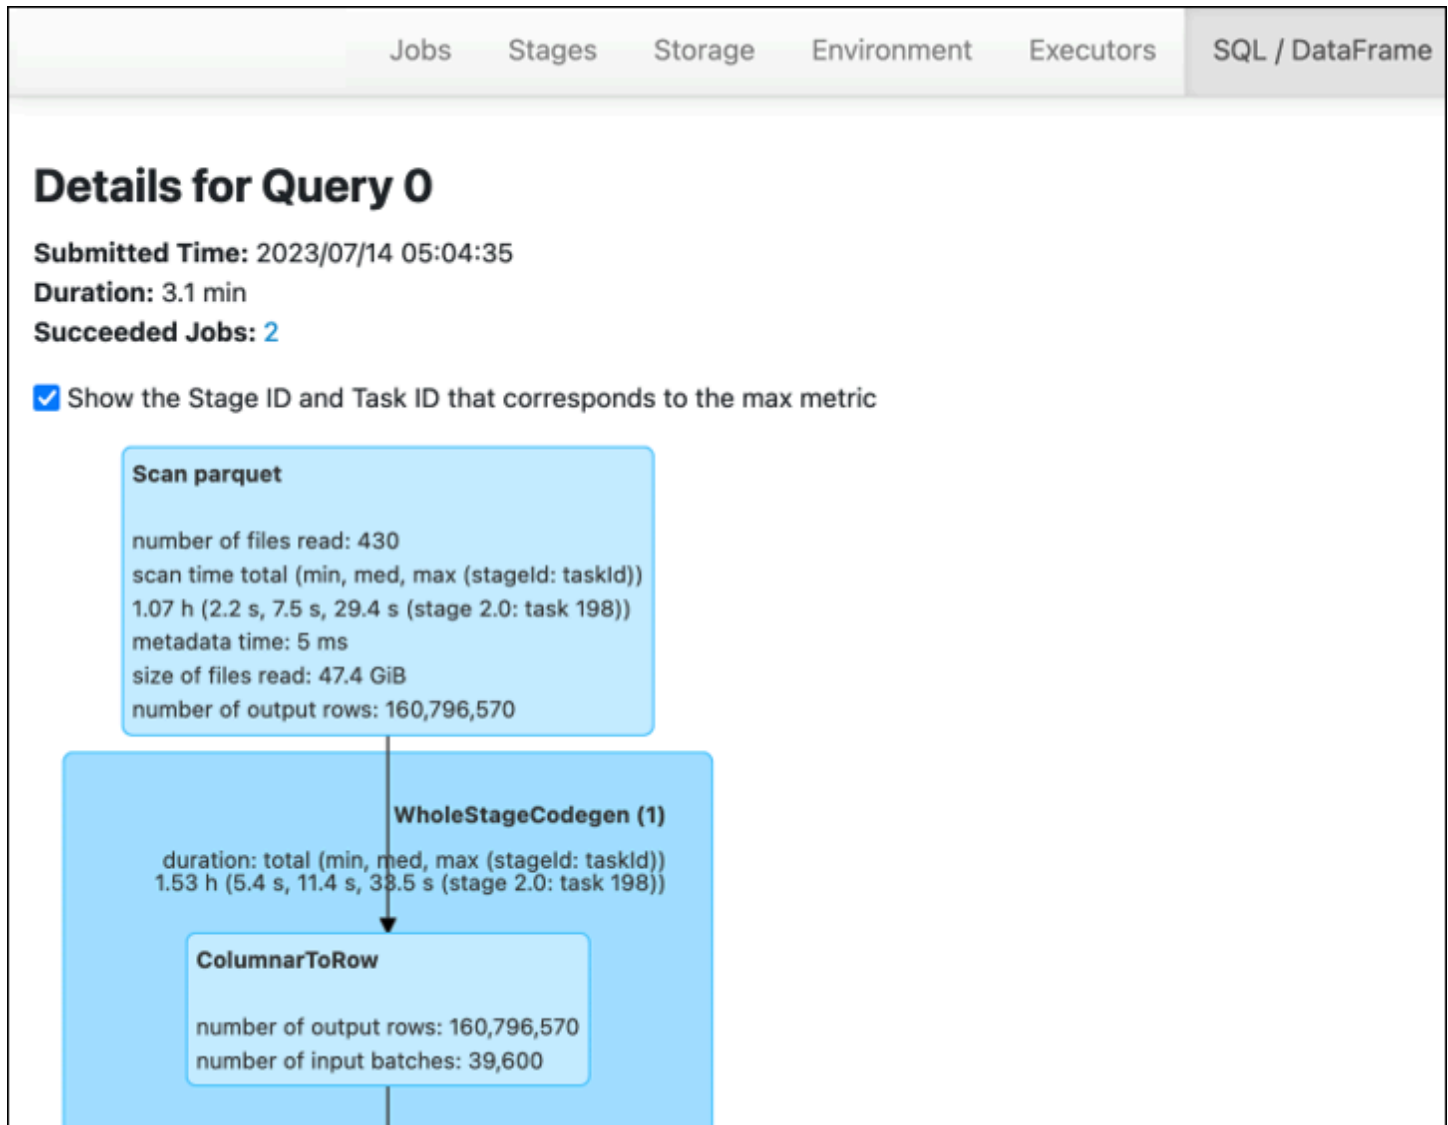 Jobs Stages Storage Environment Executors SQL / DataFrame
Details for Query 0
Submitted Time: 2023/07/14 05:04:35
Duration: 3.1 min
Succeeded Jobs: 2
Show the Stage ID and Task ID that corresponds to the max metric
Scan parquet
number of files read: 430
scan time total (min, med, max (stageId: taskId))
1.07 h (2.2 s, 7.5 s, 29.4 s (stage 2.0: task 198))
metadata time: 5 ms
size of files read: 47.4 GiB
number of output rows: 160,796,570
WholeStageCodegen (1)
duration: total (min, med, max (stageId: taskId))
1.53 h (5.4 s, 11.4 s, 33.5 s (stage 2.0: task 198))
ColumnarToRow
number of output rows: 160,796,570
number of input batches: 39,600